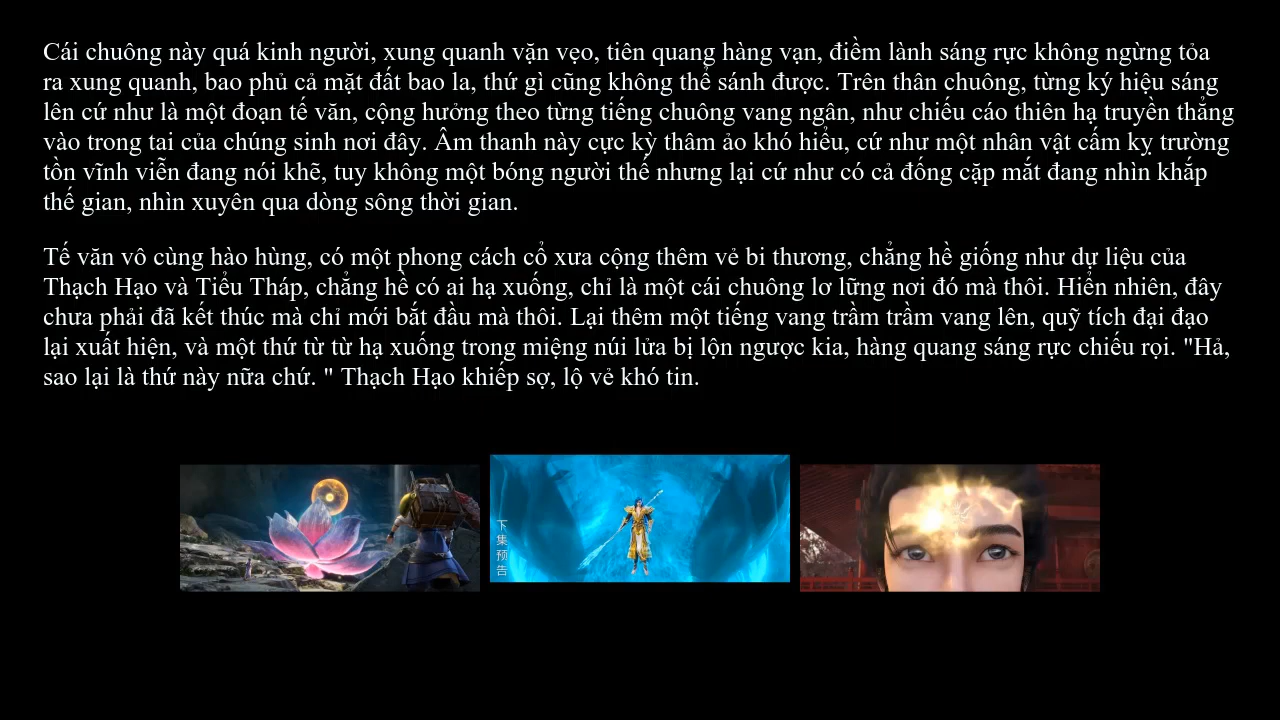 Cái chuông này quá kinh người, xung quanh vặn vẹo, tiên quang hàng vạn, điềm lành sáng rực không ngừng tỏa
ra xung quanh, bao phủ cả mặt đất bao la, thứ gì cũng không thể sánh được. Trên thân chuông, từng ký hiệu sáng
lên cứ như là một đoạn tế văn, cộng hưởng theo từng tiếng chuông vang ngân, như chiếu cáo thiên hạ truyền thẳng
vào trong tai của chúng sinh nơi đây. Âm thanh này cực kỳ thâm ảo khó hiểu, cứ như một nhân vật cấm kỵ trường
tồn vĩnh viễn đang nói khẽ, tuy không một bóng người thế nhưng lại cứ như có cả đống cặp mắt đang nhìn khắp
thế gian, nhìn xuyên qua dòng sông thời gian.
Tế văn vô cùng hào hùng, có một phong cách cổ xưa cộng thêm vẻ bi thương, chẳng hề giống như dự liệu của
Thạch Hạo và Tiểu Tháp, chẳng hề có ai hạ xuống, chỉ là một cái chuông lơ lững nơi đó mà thôi. Hiển nhiên, đây
chưa phải đã kết thúc mà chỉ mới bắt đầu mà thôi. Lại thêm một tiếng vang trầm trầm vang lên, quỹ tích đại đạo
lại xuất hiện, và một thứ từ từ hạ xuống trong miệng núi lửa bị lộn ngược kia, hàng quang sáng rực chiếu rọi. "Hả,
sao lại là thứ này nữa chứ. " Thạch Hạo khiếp sợ, lộ vẻ khó tin.
下集预告